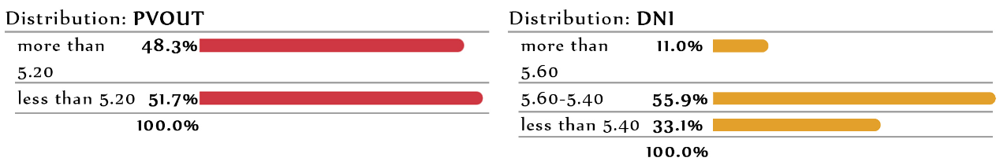 Distribution: PVOUT
more than 48.3%
5.20
less than 5.20 51.7%
100.0%
Distribution: DNI
more than 11.0%
5.60
5.60-5.40 55.9%
less than 5.40 33.1%
100.0%